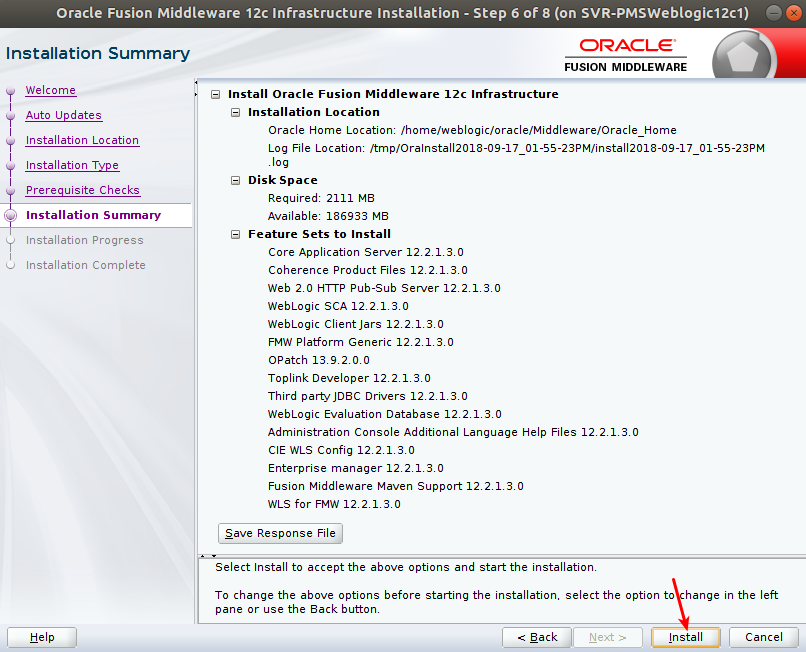 Oracle Fusion Middleware 12c Infrastructure Installation - Step 6 of 8 (on SVR-PMSWeblogic12c1)
Installation Summary
ORACLE
FUSION MIDDLEWARE
Welcome
Auto Updates
Installation Location
Installation Type
Prerequisite Checks
Installation Summary
Installation Progress
Installation Complete
Install Oracle Fusion Middleware 12c Infrastructure
Installation Location
Oracle Home Location: /home/weblogic/oracle/Middleware/Oracle_Home
Log File Location: /tmp/OraInstall2018-09-17_01-55-23PM/install2018-09-17_01-55-23PM
.log
Disk Space
Required: 2111 MB
Available: 186933 MB
Feature Sets to Install
Core Application Server 12.2.1.3.0
Coherence Product Files 12.2.1.3.0
Web 2.0 HTTP Pub-Sub Server 12.2.1.3.0
WebLogic SCA 12.2.1.3.0
WebLogic Client Jars 12.2.1.3.0
FMW Platform Generic 12.2.1.3.0
OPatch 13.9.2.0.0
Toplink Developer 12.2.1.3.0
Third party JDBC Drivers 12.2.1.3.0
WebLogic Evaluation Database 12.2.1.3.0
Administration Console Additional Language Help Files 12.2.1.3.0
CIE WLS Config 12.2.1.3.0
Enterprise manager 12.2.1.3.0
Fusion Middleware Maven Support 12.2.1.3.0
WLS for FMW 12.2.1.3.0
Save Response File
Select Install to accept the above options and start the installation.
To change the above options before starting the installation, select the option to change in the left
pane or use the Back button.
Help
< Back
Next >
Install
Cancel